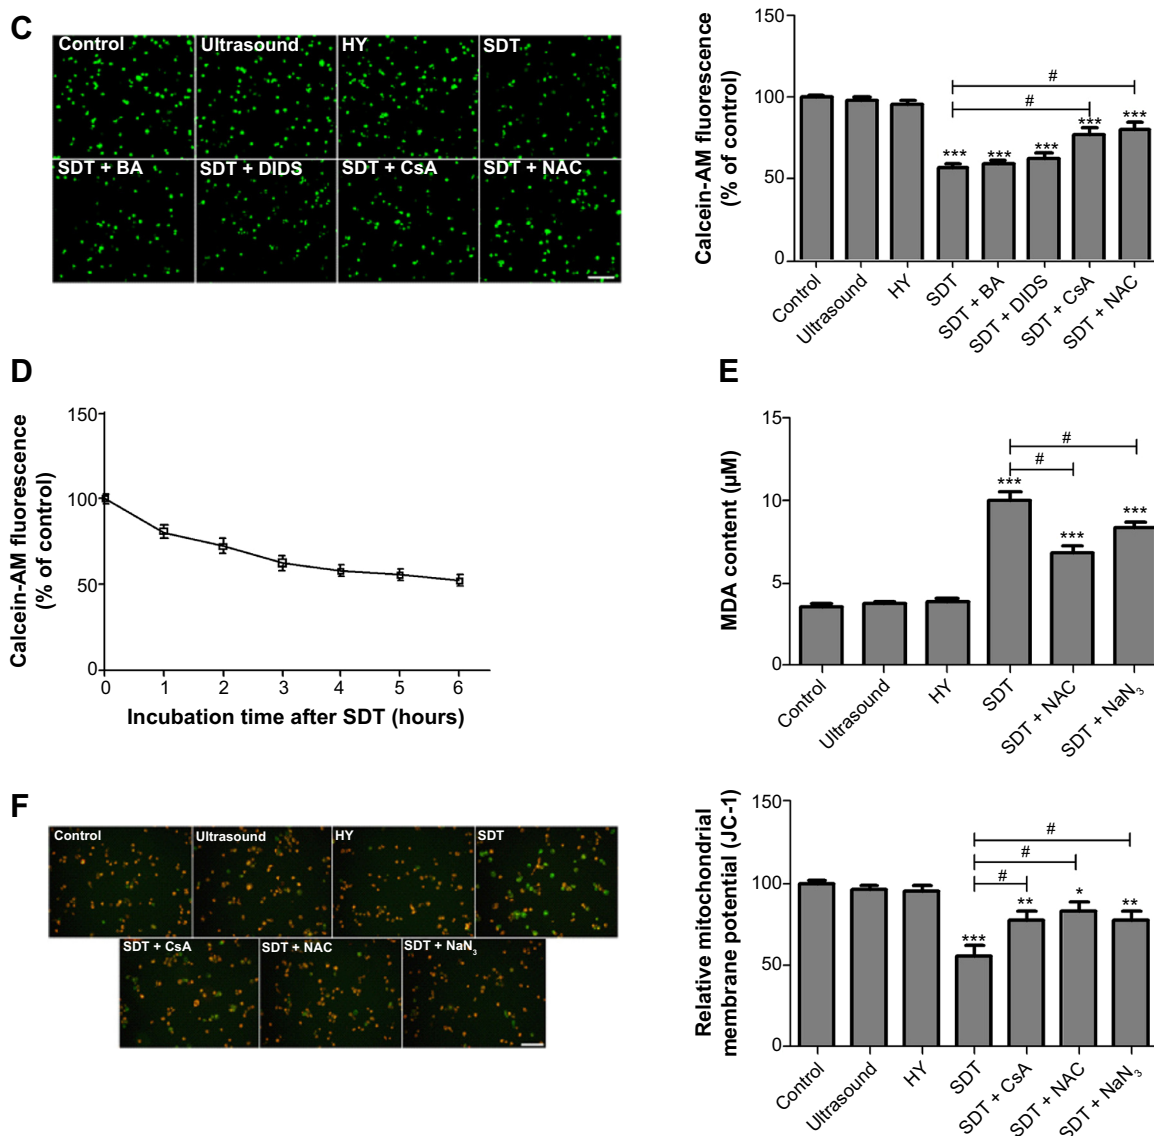 C
Control
Ultrasound
HY
SDT
SDT + BA
SDT + DIDS
SDT + CsA
SDT + NAC
Calcein-AM fluorescence
(% of control)
150
100
50
0
***
***
***
***
***
#
#
Control
Ultrasound
HY
SDT
SDT + BA
SDT + DIDS
SDT + CsA
SDT + NAC
D
Calcein-AM fluorescence
(% of control)
150
100
50
0
0 1 2 3 4 5 6
Incubation time after SDT (hours)
E
MDA content (µM)
15
10
5
0
***
***
***
#
#
Control
Ultrasound
HY
SDT
SDT + NAC
SDT + NaN₃
F
Control
Ultrasound
HY
SDT
SDT + CsA
SDT + NAC
SDT + NaN₃
Relative mitochondrial
membrane potential (JC-1)
150
100
50
0
***
**
*
**
#
#
#
Control
Ultrasound
HY
SDT
SDT + CsA
SDT + NAC
SDT + NaN₃